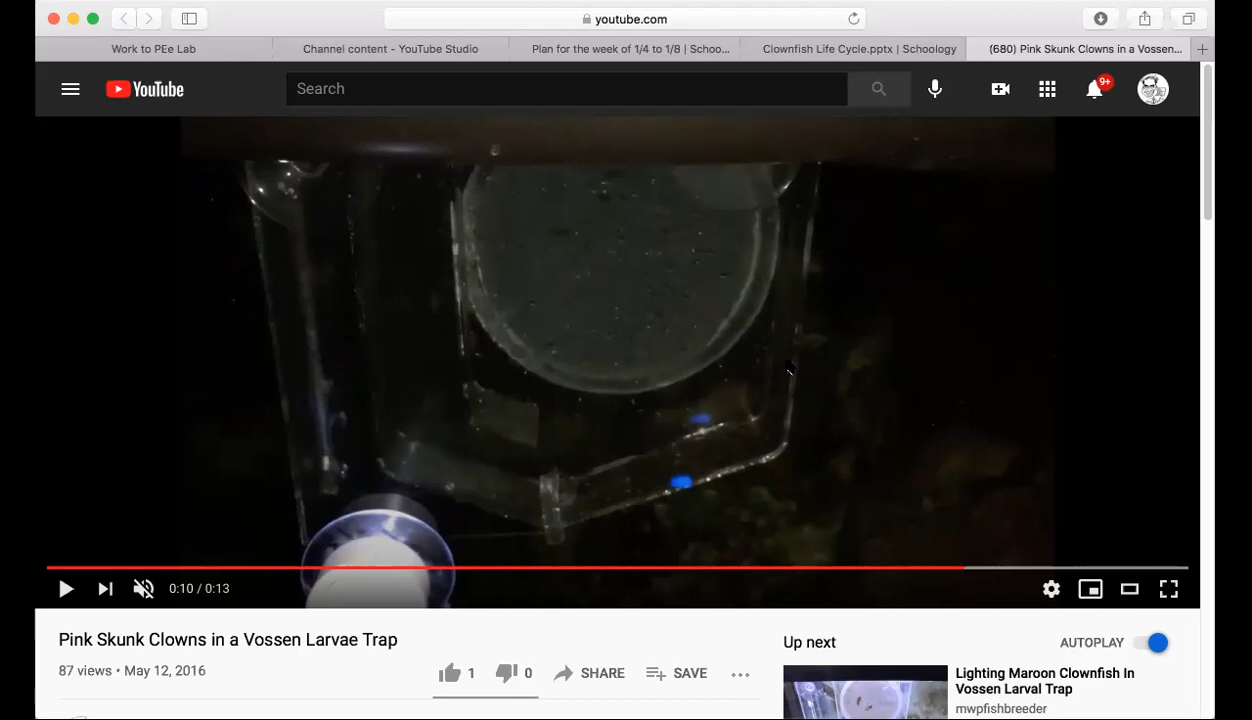 youtube.com
Work to PEe Lab
Channel content - YouTube Studio
Plan for the week of 1/4 to 1/8 | Schoo...
Clownfish Life Cycle.pptx | Schoology
(680) Pink Skunk Clowns in a Vossen...
YouTube
Search
9+
0:10 / 0:13
Pink Skunk Clowns in a Vossen Larvae Trap
87 views • May 12, 2016
1
0
SHARE
SAVE
Up next
AUTOPLAY
Lighting Maroon Clownfish In
Vossen Larval Trap
mwpfishbreeder